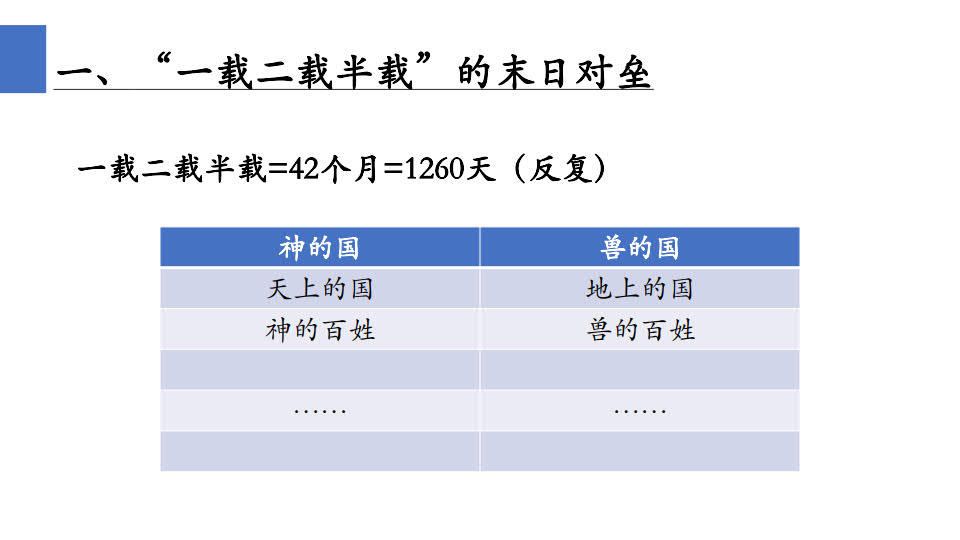 一、“一载二载半载”的末日对垒
一载二载半载=42个月=1260天（反复）
神的国 兽的国
天上的国 地上的国
神的百姓 兽的百姓
…… ……